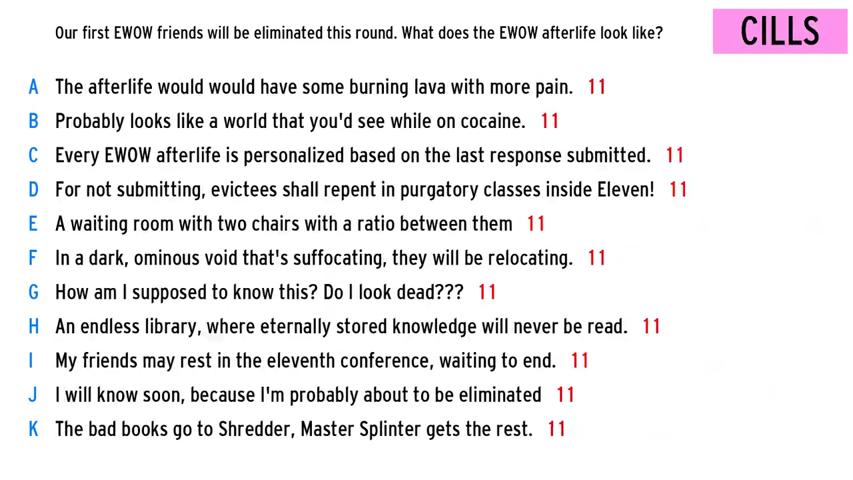 Our first EWOW friends will be eliminated this round. What does the EWOW afterlife look like?
CILLS
A The afterlife would would have some burning lava with more pain. 11
B Probably looks like a world that you'd see while on cocaine. 11
C Every EWOW afterlife is personalized based on the last response submitted. 11
D For not submitting, evictees shall repent in purgatory classes inside Eleven! 11
E A waiting room with two chairs with a ratio between them 11
F In a dark, ominous void that's suffocating, they will be relocating. 11
G How am I supposed to know this? Do I look dead??? 11
H An endless library, where eternally stored knowledge will never be read. 11
I My friends may rest in the eleventh conference, waiting to end. 11
J I will know soon, because I'm probably about to be eliminated 11
K The bad books go to Shredder, Master Splinter gets the rest. 11